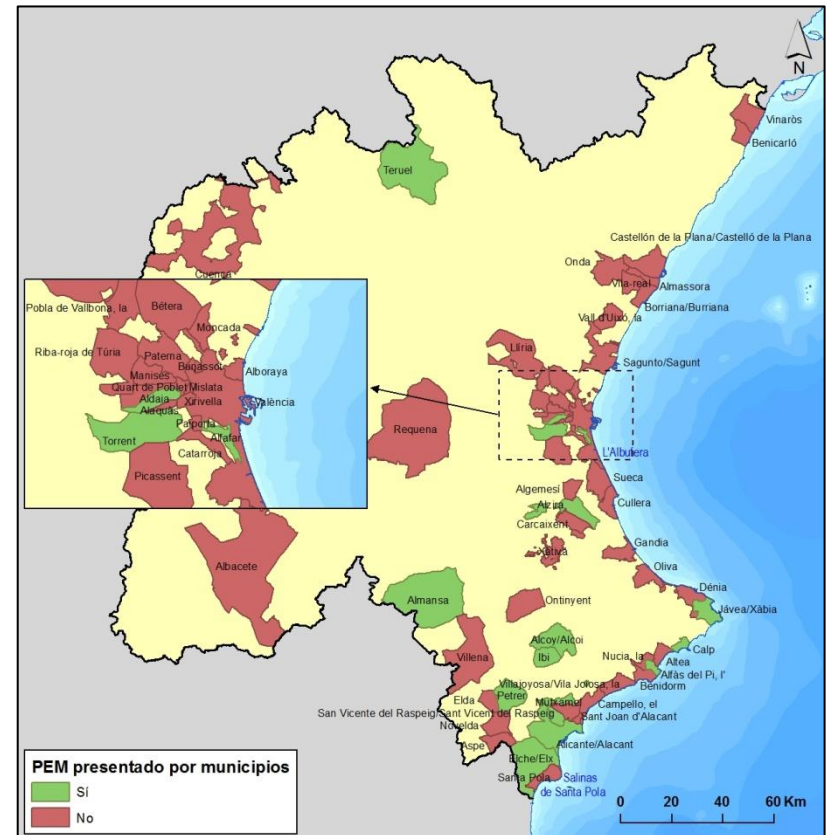 N
Vinaròs
Benicarló
Teruel
Castellón de la Plana/Castelló de la Plana
Onda
Vila-real
Almassora
Borriana/Burriana
Vall d'Uixó, la
Cuenca
Llíria
Sagunto/Sagunt
Pobla de Vallbona, la
Bétera
Moncada
Riba-roja de Túria
Paterna
Burjassot
Alboraya
Manises
Quart de Poblet
Mislata
Aldaia
Xirivella
València
Alaquàs
Paiporta
Torrent
Alfafar
Catarroja
Picassent
Requena
L'Albufera
Sueca
Algemesí
Alzira
Cullera
Carcaixent
Xàtiva
Gandia
Oliva
Albacete
Dénia
Almansa
Ontinyent
Jávea/Xàbia
Alcoy/Alcoi
Ibi
Nucia, la
Calp
Villena
Altea
Alfàs del Pi, l'
Villajoyosa/Vila Joiosa, la
Benidorm
Petrer
Elda
Mutxamel
Campello, el
San Vicente del Raspeig/Sant Vicent del Raspeig
Sant Joan d'Alacant
Novelda
Aspe
Alicante/Alacant
Elche/Elx
Santa Pola
Salinas
de Santa Pola
PEM presentado por municipios
Sí
No
0 20 40 60 Km